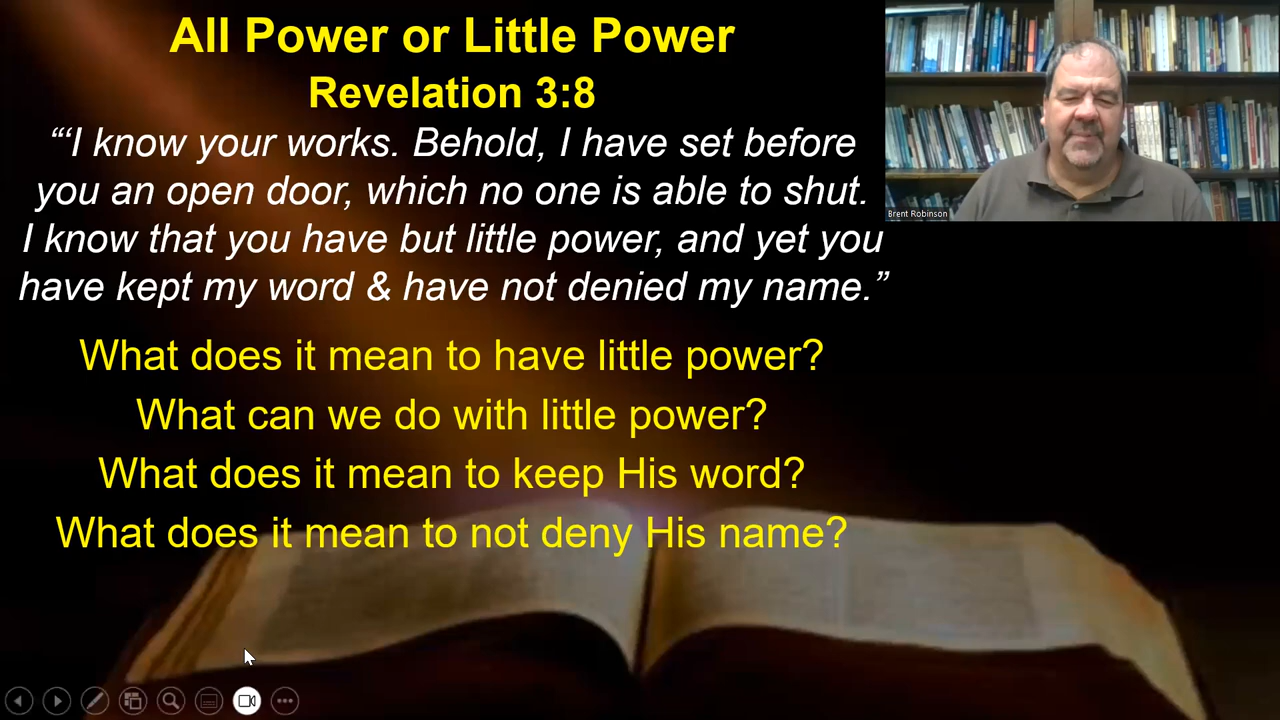 All Power or Little Power
Revelation 3:8
“‘I know your works. Behold, I have set before
you an open door, which no one is able to shut.
I know that you have but little power, and yet you
have kept my word & have not denied my name.”
What does it mean to have little power?
What can we do with little power?
What does it mean to keep His word?
What does it mean to not deny His name?
Brent Robinson